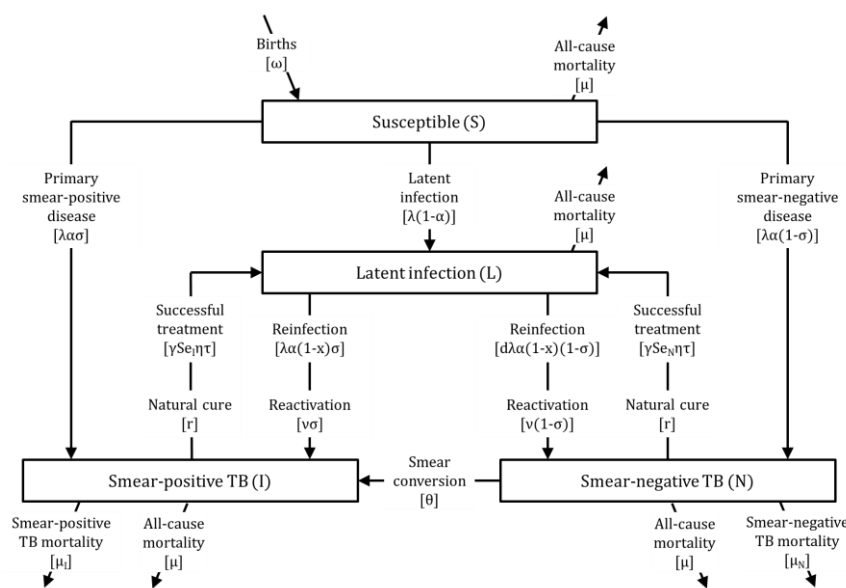 Births
[ω]
All-cause
mortality
[μ]
Susceptible (S)
Primary
smear-positive
disease
[λασ]
Latent
infection
[λ(1-α)]
All-cause
mortality
[μ]
Primary
smear-negative
disease
[λα(1-σ)]
Latent infection (L)
Successful
treatment
[γSeIητ]
Reinfection
[λα(1-x)σ]
Reinfection
[dλα(1-x)(1-σ)]
Successful
treatment
[γSeNητ]
Natural cure
[r]
Reactivation
[νσ]
Reactivation
[ν(1-σ)]
Natural cure
[r]
Smear-positive TB (I)
Smear
conversion
[θ]
Smear-negative TB (N)
Smear-positive
TB mortality
[μI]
All-cause
mortality
[μ]
All-cause
mortality
[μ]
Smear-negative
TB mortality
[μN]